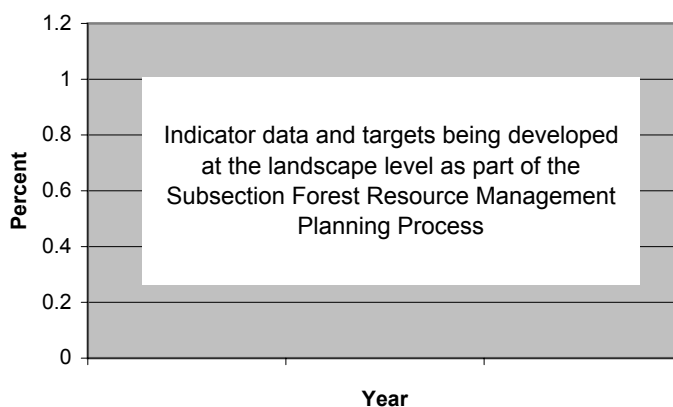 1.2
1
0.8
0.6
0.4
0.2
0
Percent
Indicator data and targets being developed
at the landscape level as part of the
Subsection Forest Resource Management
Planning Process
Year